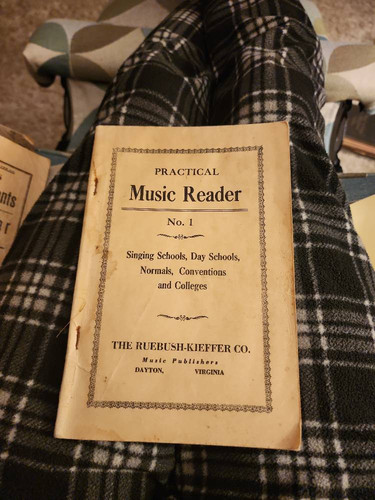 PRACTICAL
Music Reader
No. 1
Singing Schools, Day Schools,
Normals, Conventions
and Colleges
THE RUEBUSH-KIEFFER CO.
Music Publishers
DAYTON, VIRGINIA